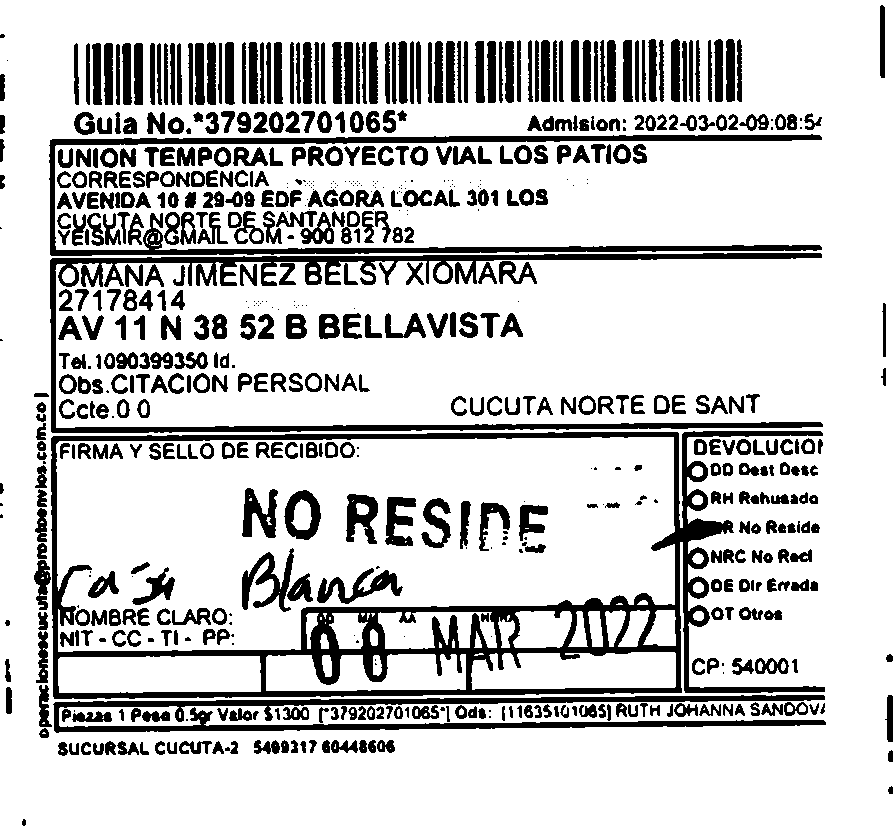 Guia No.*379202701065*
Admision: 2022-03-02-09:08:54
UNION TEMPORAL PROYECTO VIAL LOS PATIOS
CORRESPONDENCIA
AVENIDA 10 # 29-09 EDF AGORA LOCAL 301 LOS
CUCUTA NORTE DE SANTANDER
YEISMIR@GMAIL COM - 900 812 782
OMANA JIMENEZ BELSY XIOMARA
27178414
AV 11 N 38 52 B BELLAVISTA
Tel.1090399350 Id.
Obs.CITACION PERSONAL
Ccte.0 0
CUCUTA NORTE DE SANT
operacionescucuta@prontoenvios.com.co
FIRMA Y SELLO DE RECIBIDO:
NO RESIDE
Casa Blanca
NOMBRE CLARO:
NIT - CC - TI - PP:
DD MM AA HORA
08 MAR 2022
DEVOLUCION
DD Dest Desc
RH Rehusado
R No Reside
NRC No Recl
DE Dir Errada
OT Otros
CP: 540001
Piezas 1 Peso 0.5gr Valor $1300 [*379202701065*] Ods: [11635101065] RUTH JOHANNA SANDOVA
SUCURSAL CUCUTA-2 5499317 60448606